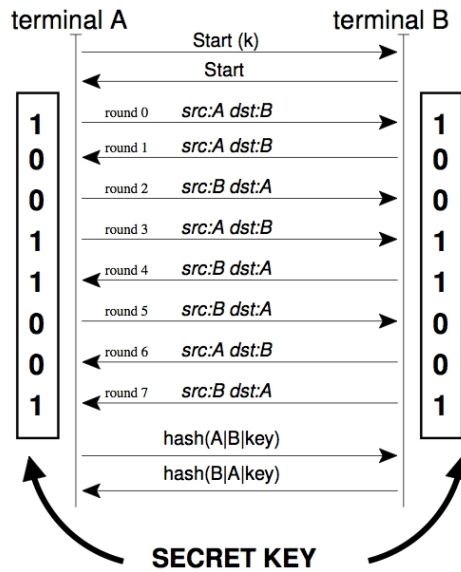 terminal A terminal B
Start (k)
Start
1 round 0 src:A dst:B 1
0 round 1 src:A dst:B 0
0 round 2 src:B dst:A 0
1 round 3 src:A dst:B 1
1 round 4 src:B dst:A 1
0 round 5 src:B dst:A 0
0 round 6 src:A dst:B 0
1 round 7 src:B dst:A 1
hash(A|B|key)
hash(B|A|key)
SECRET KEY